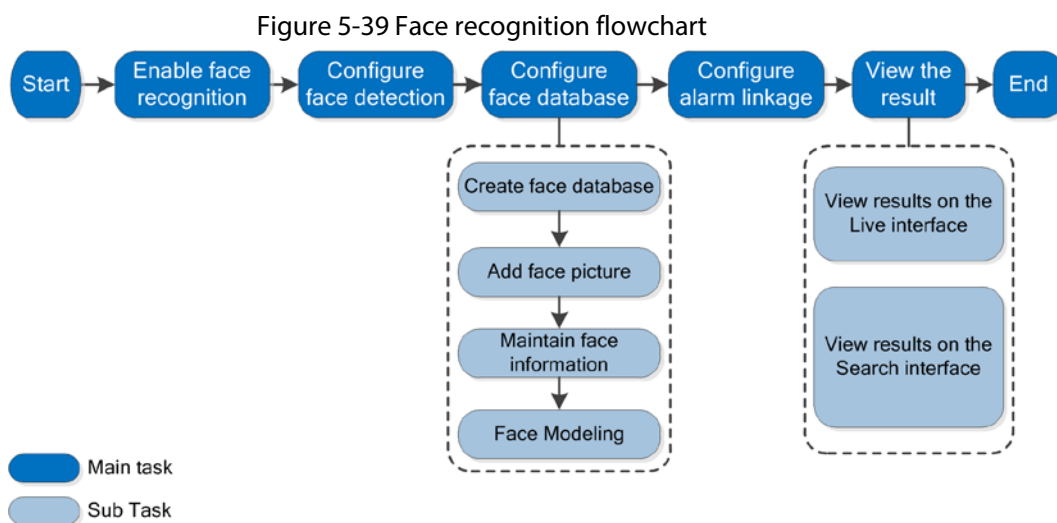 Figure 5-39 Face recognition flowchart
Start
Enable face
recognition
Configure
face detection
Configure
face database
Configure
alarm linkage
View the
result
End
Create face database
Add face picture
Maintain face
information
Face Modeling
View results on the
Live interface
View results on the
Search interface
Main task
Sub Task